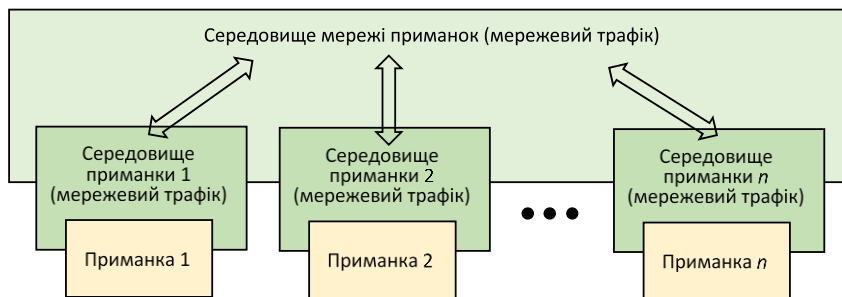 Середовище мережі приманок (мережевий трафік)
Середовище
приманки 1
(мережевий трафік)
Середовище
приманки 2
(мережевий трафік)
Середовище
приманки n
(мережевий трафік)
Приманка 1
Приманка 2
Приманка n